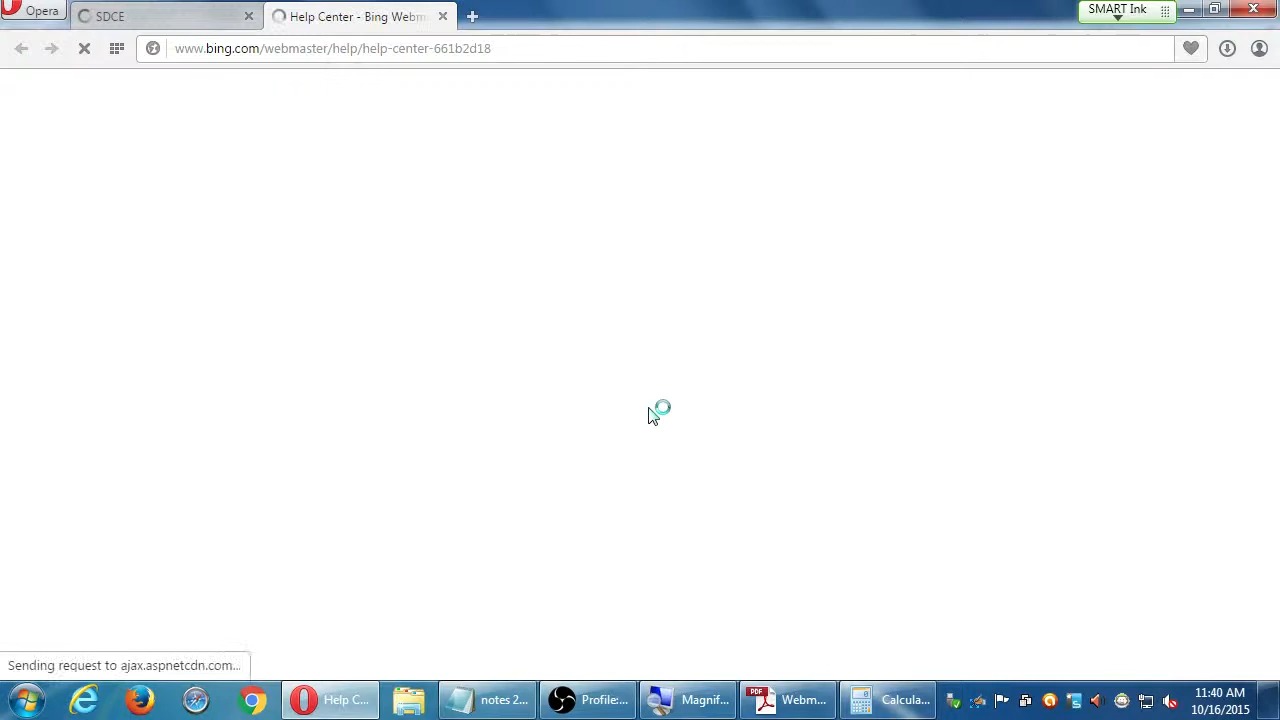 Opera
SDCE
Help Center - Bing Webm
SMART Ink
www.bing.com/webmaster/help/help-center-661b2d18
Sending request to ajax.aspnetcdn.com...
Help C...
notes 2...
Profile:...
Magnif...
PDF
Webm...
Calcula...
11:40 AM
10/16/2015